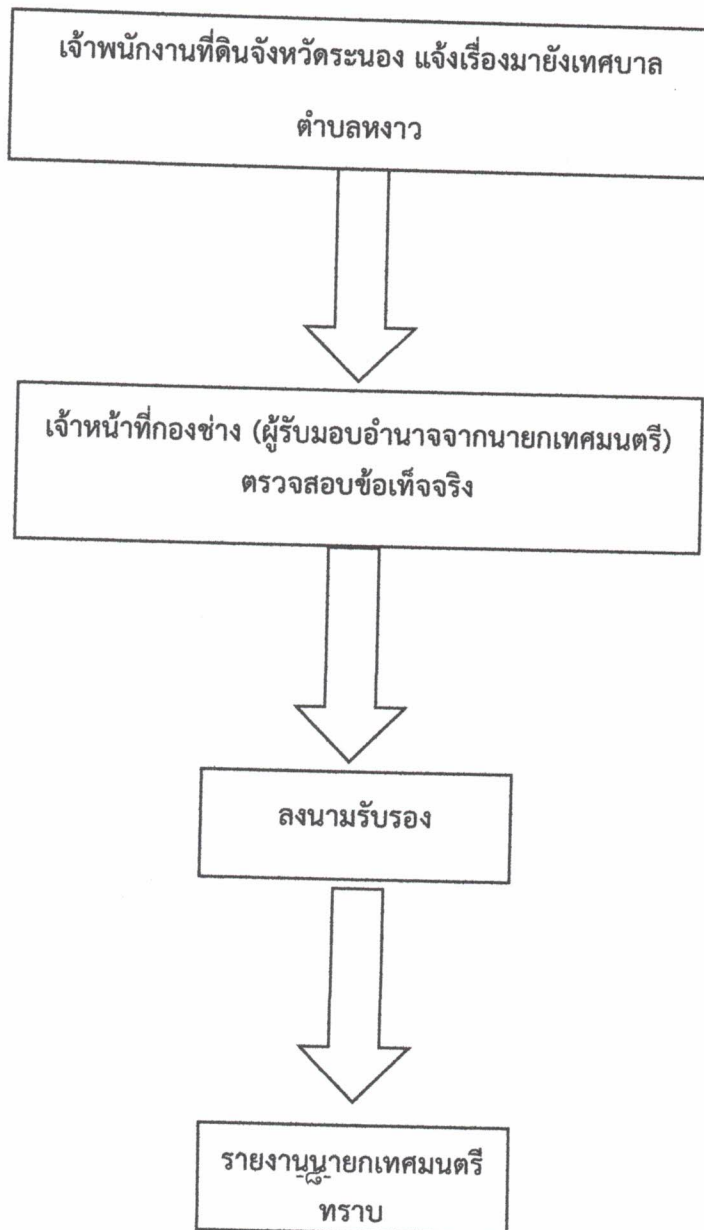 เจ้าพนักงานที่ดินจังหวัดระนอง แจ้งเรื่องมายังเทศบาล
ตำบลหงาว
เจ้าหน้าที่กองช่าง (ผู้รับมอบอำนาจจากนายกเทศมนตรี)
ตรวจสอบข้อเท็จจริง
ลงนามรับรอง
รายงานนายกเทศมนตรี
-๘-
ทราบ